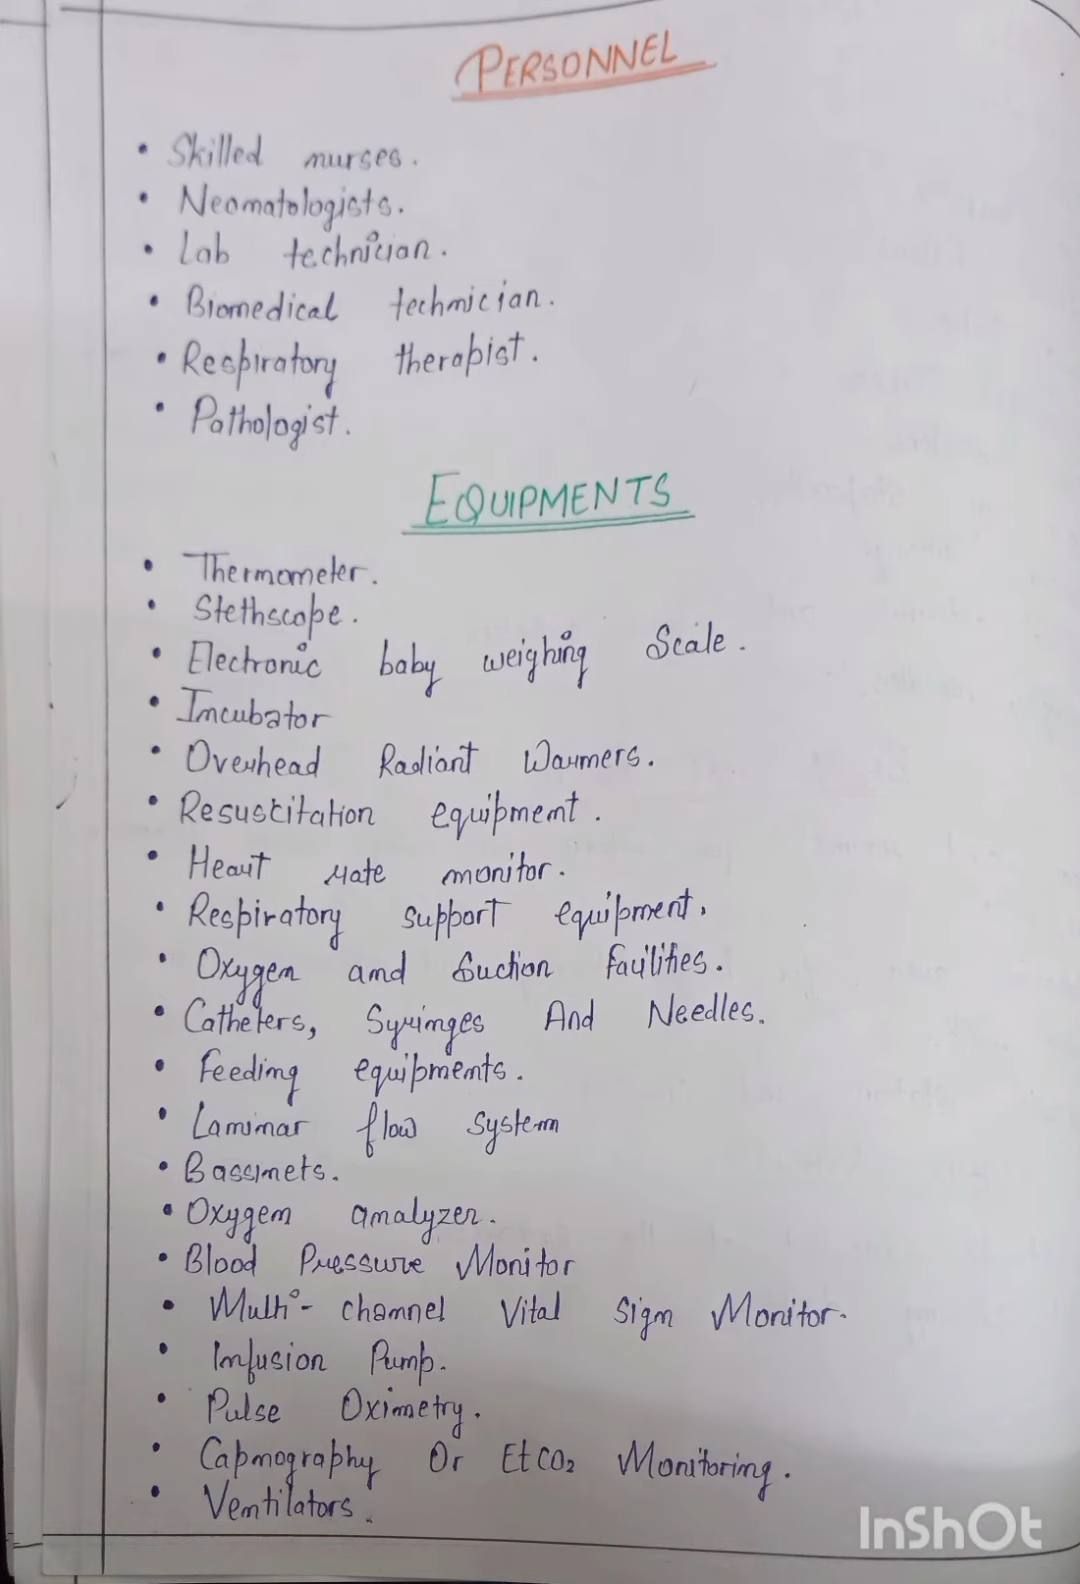 PERSONNEL
• Skilled nurses.
• Neonatologists.
• Lab technician.
• Biomedical technician.
• Respiratory therapist.
• Pathologist.
EQUIPMENTS
• Thermometer.
• Stethscope.
• Electronic baby weighing Scale.
• Incubator
• Overhead Radiant Warmers.
• Resuscitation equipment.
• Heart rate monitor.
• Respiratory support equipment.
• Oxygen and Suction facilities.
• Catheters, Syringes And Needles.
• Feeding equipments.
• Laminar flow system
• Bassinets.
• Oxygen analyzer.
• Blood Pressure Monitor
• Multi-channel Vital Sign Monitor.
• Infusion Pump.
• Pulse Oximetry.
• Capnography Or EtCO₂ Monitoring.
• Ventilators.
InShOt